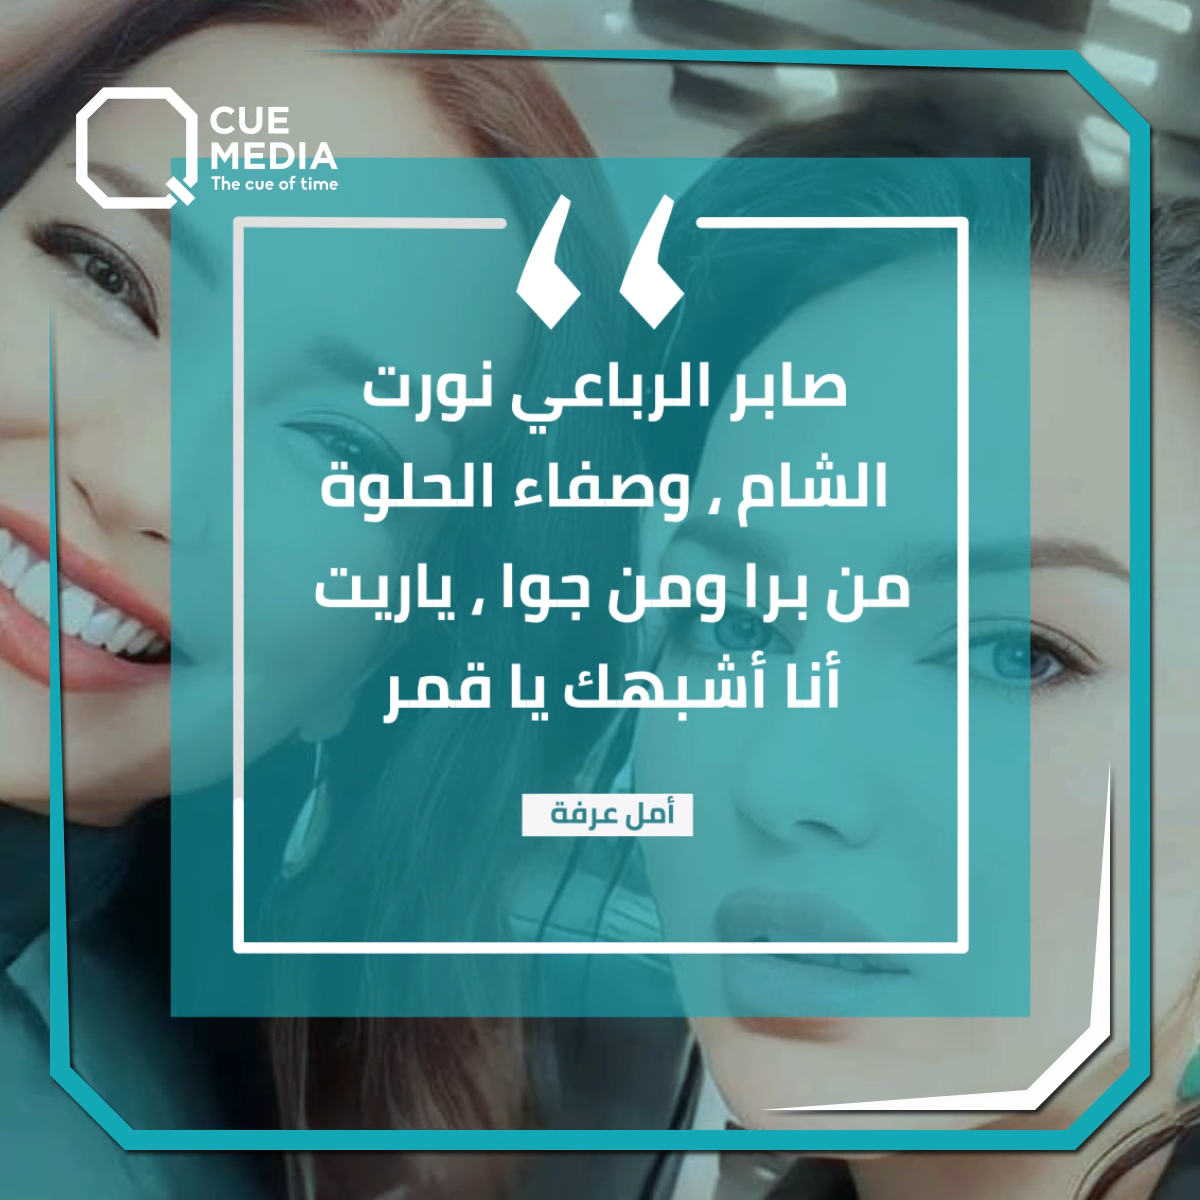 CUE
MEDIA
The cue of time
صابر الرباعي نورت
الشام , وصفاء الحلوة
من برا ومن جوا , ياريت
أنا أشبهك يا قمر
أمل عرفة